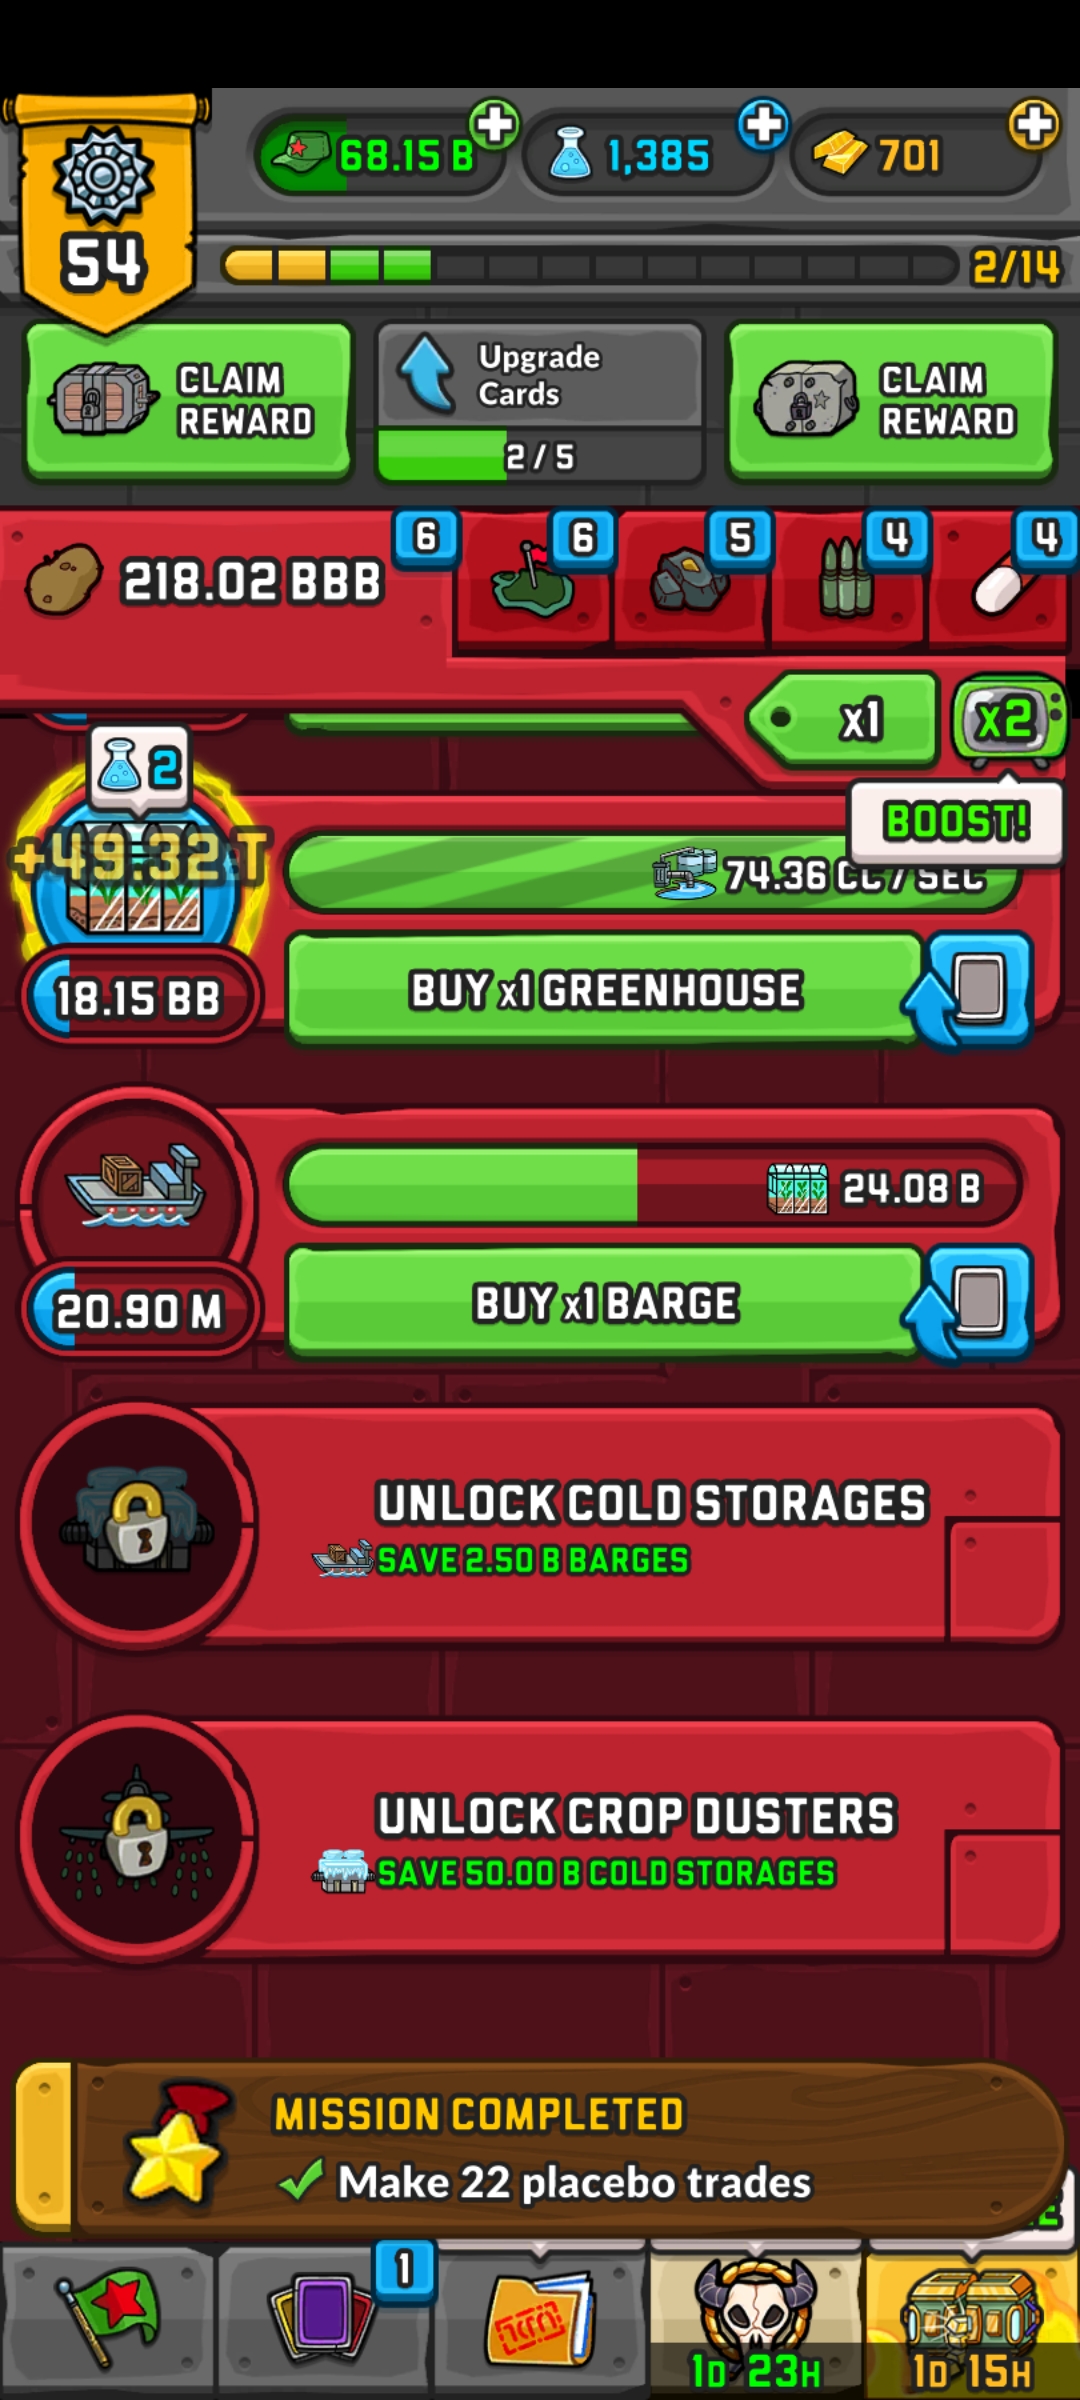 54
68.15 B
1,385
701
2/14
CLAIM
REWARD
Upgrade
Cards
2 / 5
CLAIM
REWARD
218.02 BBB
6
6
5
4
4
x1
x2
BOOST!
2
+49.32 T
74.36 CC / SEC
18.15 BB
BUY x1 GREENHOUSE
24.08 B
20.90 M
BUY x1 BARGE
UNLOCK COLD STORAGES
SAVE 2.50 B BARGES
UNLOCK CROP DUSTERS
SAVE 50.00 B COLD STORAGES
MISSION COMPLETED
Make 22 placebo trades
1
1D 23H
1D 15H